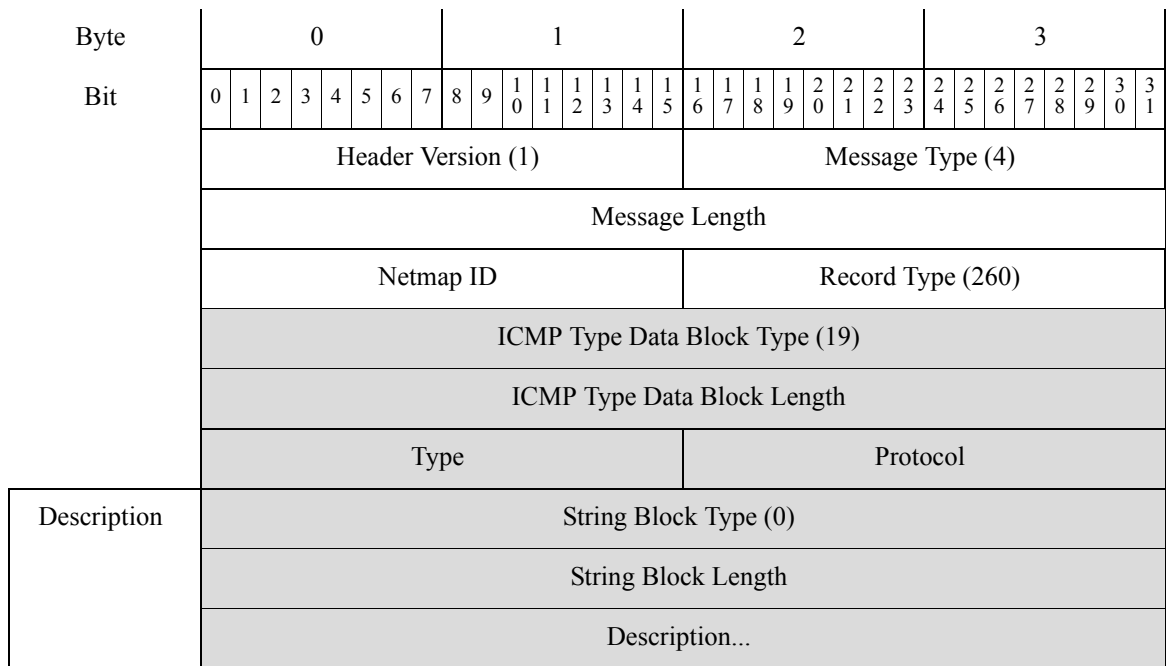 Byte 0 1 2 3
Bit 0 1 2 3 4 5 6 7 8 9 10 11 12 13 14 15 16 17 18 19 20 21 22 23 24 25 26 27 28 29 30 31
Header Version (1) Message Type (4)
Message Length
Netmap ID Record Type (260)
ICMP Type Data Block Type (19)
ICMP Type Data Block Length
Type Protocol
Description String Block Type (0)
String Block Length
Description...